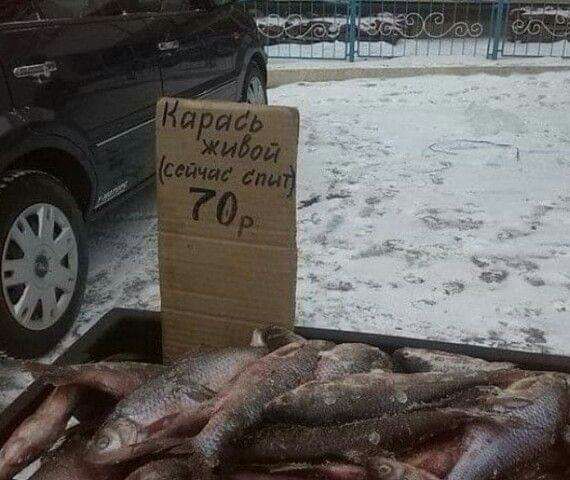 Карась
живой
(сейчас спит)
70р